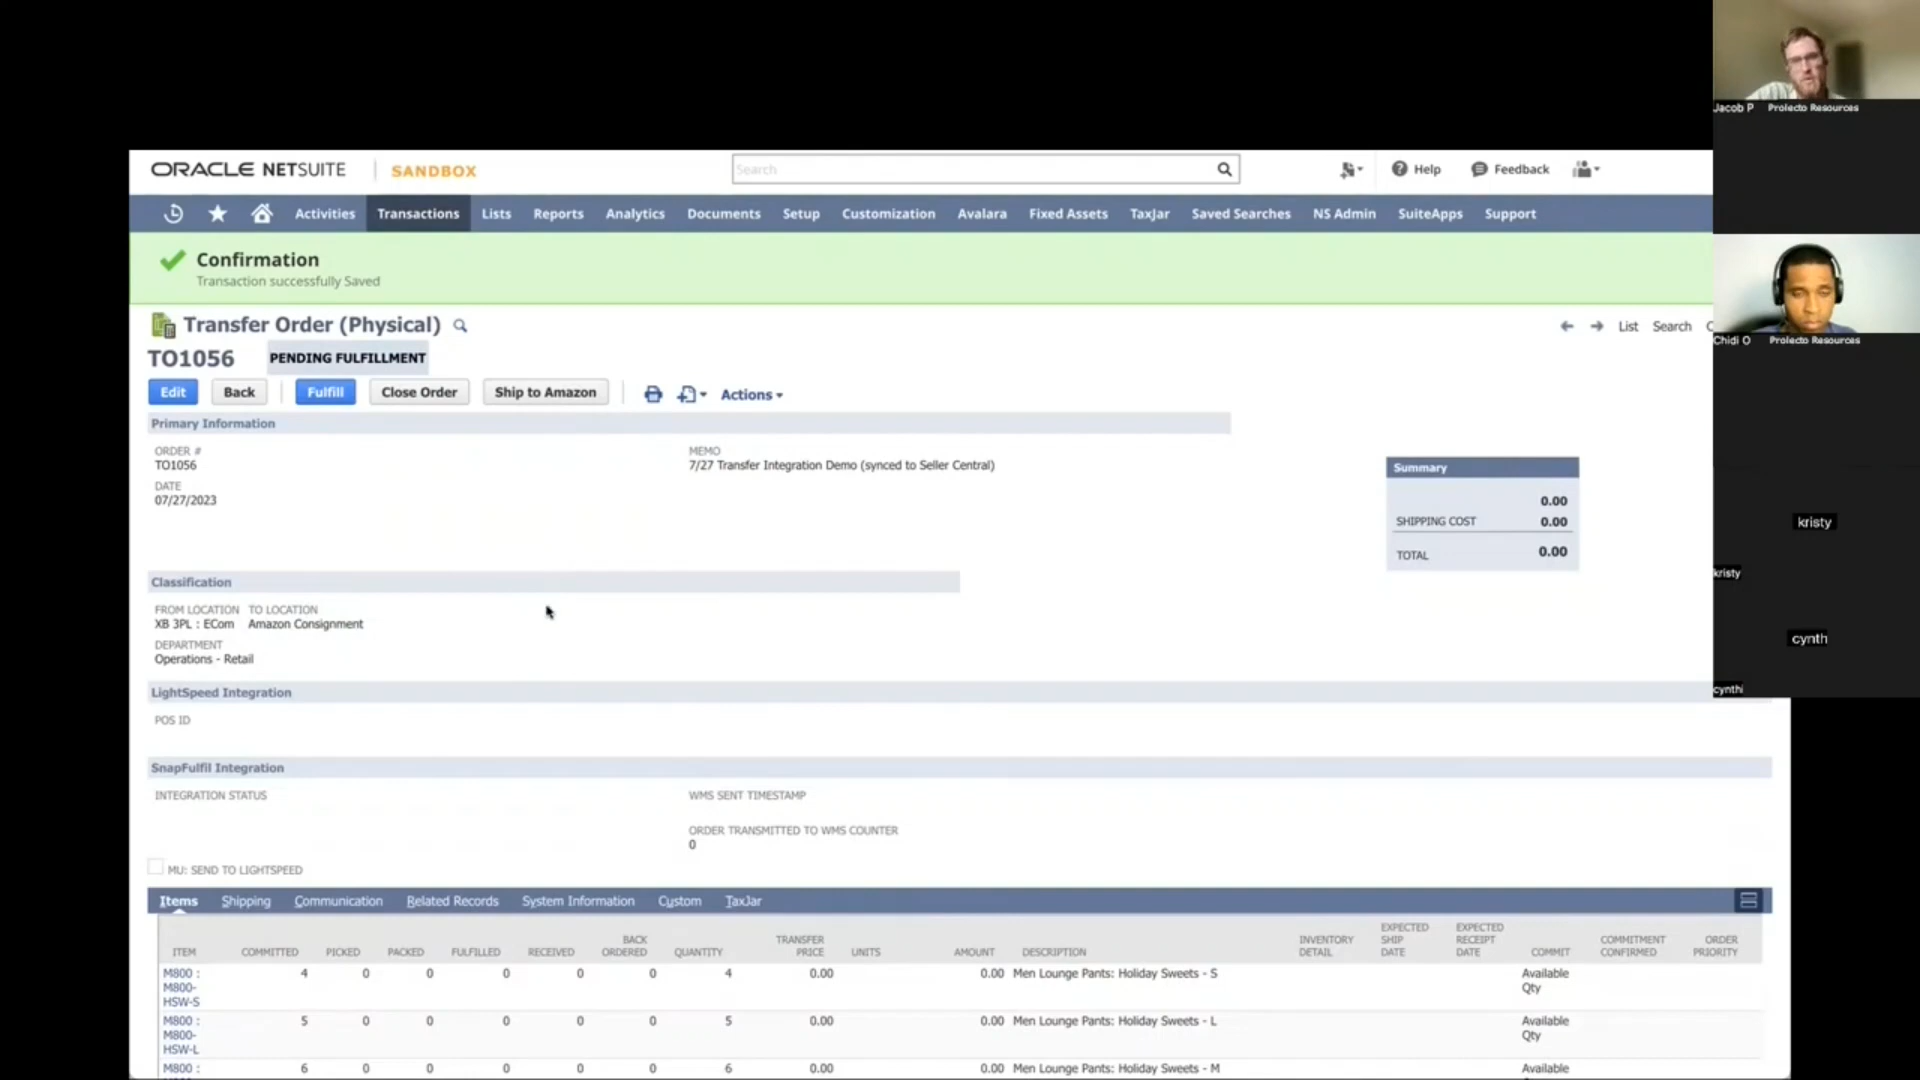 ORACLE NETSUITE SANDBOX
Search
Help
Feedback
Activities Transactions Lists Reports Analytics Documents Setup Customization Avalara Fixed Assets TaxJar Saved Searches NS Admin SuiteApps Support
Confirmation
Transaction successfully Saved
Transfer Order (Physical)
List Search
TO1056 PENDING FULFILLMENT
Edit Back Fulfill Close Order Ship to Amazon Actions
Primary Information
ORDER #
TO1056
DATE
07/27/2023
MEMO
7/27 Transfer Integration Demo (synced to Seller Central)
Summary
0.00
SHIPPING COST 0.00
TOTAL 0.00
Classification
FROM LOCATION TO LOCATION
XB 3PL : ECom Amazon Consignment
DEPARTMENT
Operations - Retail
LightSpeed Integration
POS ID
SnapFulfil Integration
INTEGRATION STATUS
WMS SENT TIMESTAMP
ORDER TRANSMITTED TO WMS COUNTER
0
MU: SEND TO LIGHTSPEED
Items Shipping Communication Related Records System Information Custom TaxJar
ITEM COMMITTED PICKED PACKED FULFILLED RECEIVED BACK ORDERED QUANTITY TRANSFER PRICE UNITS AMOUNT DESCRIPTION INVENTORY DETAIL EXPECTED SHIP DATE EXPECTED RECEIPT DATE COMMIT COMMITMENT CONFIRMED ORDER PRIORITY
M800 : M800-HSW-S 4 0 0 0 0 0 4 0.00 0.00 Men Lounge Pants: Holiday Sweets - S Available Qty
M800 : M800-HSW-L 5 0 0 0 0 0 5 0.00 0.00 Men Lounge Pants: Holiday Sweets - L Available Qty
M800 : 6 0 0 0 0 0 6 0.00 0.00 Men Lounge Pants: Holiday Sweets - M Available
Jacob P Prolecto Resources
Chidi O Prolecto Resources
kristy
kristy
cynth
cynthi